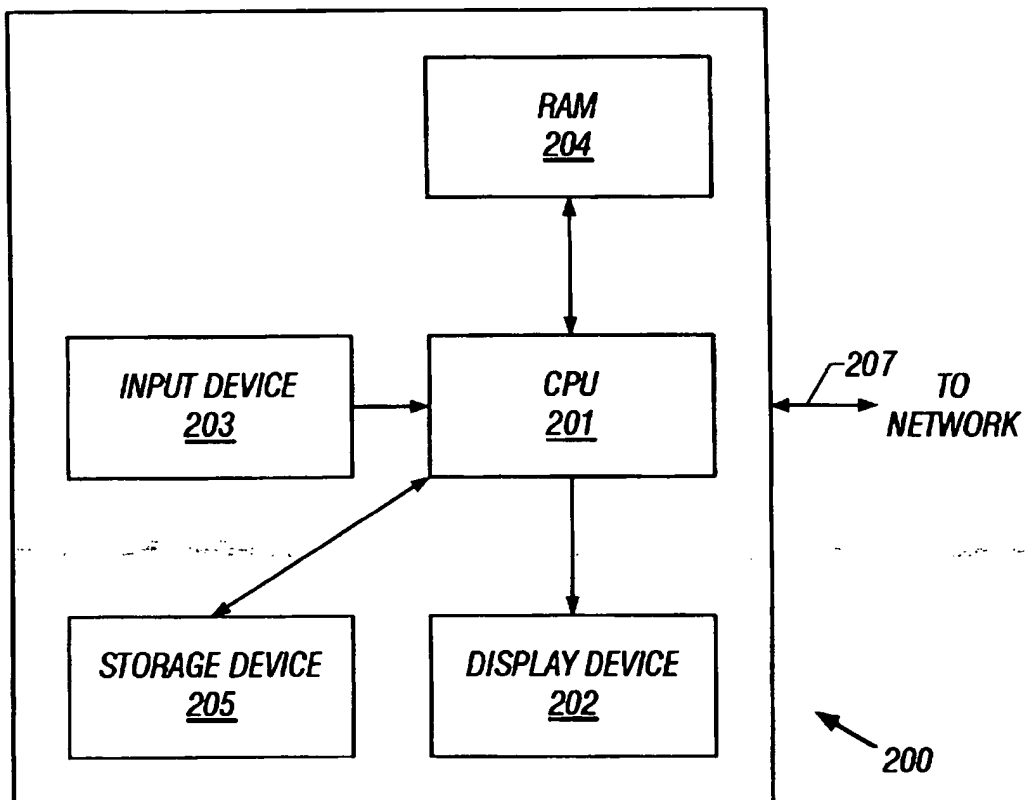 RAM
204
INPUT DEVICE
203
CPU
201
207
TO
NETWORK
STORAGE DEVICE
205
DISPLAY DEVICE
202
200